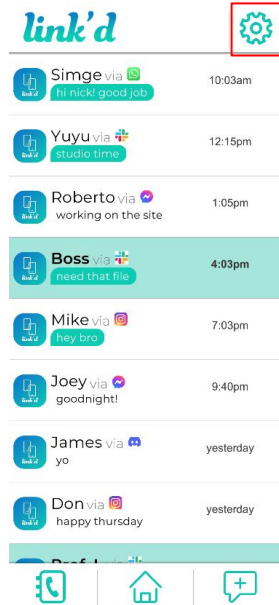 link'd
Simge via
hi nick! good job
10:03am
Yuyu via
studio time
12:15pm
Roberto via
working on the site
1:05pm
Boss via
need that file
4:03pm
Mike via
hey bro
7:03pm
Joey via
goodnight!
9:40pm
James via
yo
yesterday
Don via
happy thursday
yesterday